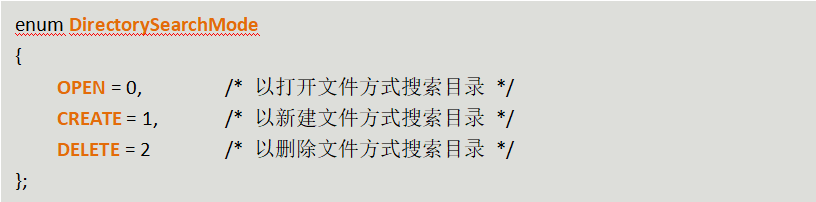 enum DirectorySearchMode
{
OPEN = 0, /* 以打开文件方式搜索目录 */
CREATE = 1, /* 以新建文件方式搜索目录 */
DELETE = 2 /* 以删除文件方式搜索目录 */
};